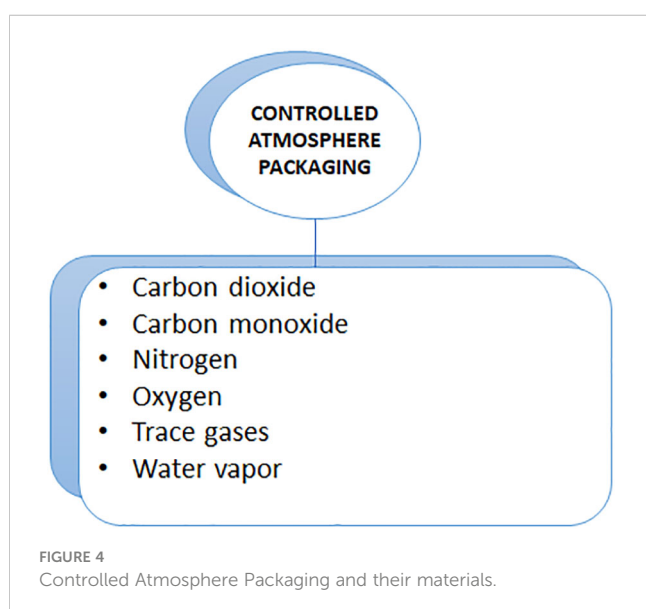 CONTROLLED
ATMOSPHERE
PACKAGING
• Carbon dioxide
• Carbon monoxide
• Nitrogen
• Oxygen
• Trace gases
• Water vapor
FIGURE 4
Controlled Atmosphere Packaging and their materials.